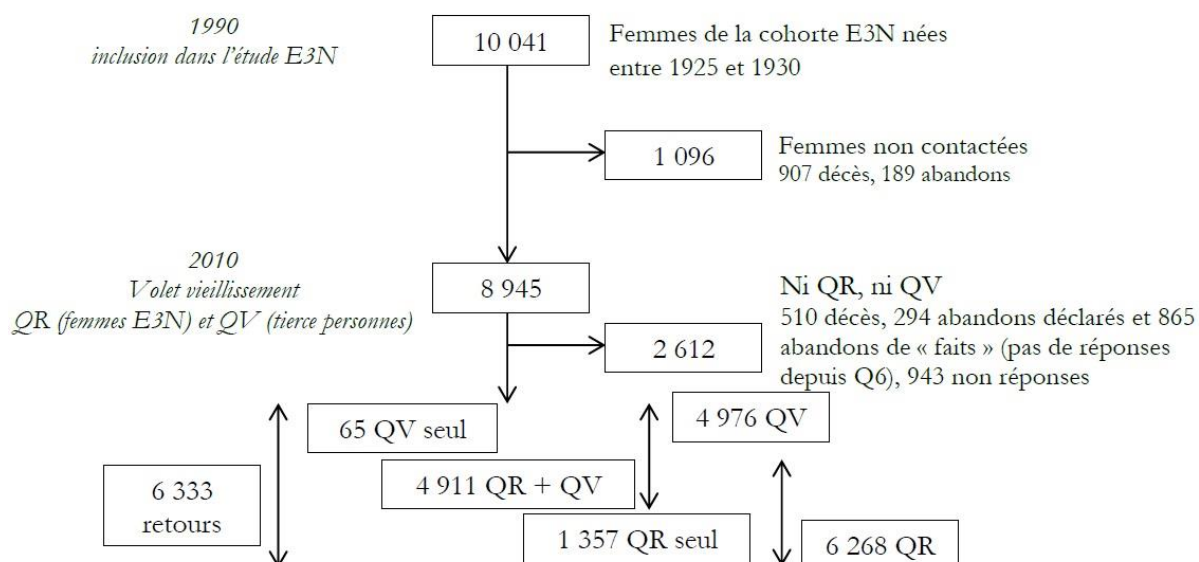 1990
inclusion dans l'étude E3N
10 041
Femmes de la cohorte E3N nées
entre 1925 et 1930
1 096
Femmes non contactées
907 décès, 189 abandons
2010
Volet vieillissement
QR (femmes E3N) et QV (tierce personnes)
8 945
Ni QR, ni QV
510 décès, 294 abandons déclarés et 865
abandons de « faits » (pas de réponses
depuis Q6), 943 non réponses
2 612
65 QV seul
4 976 QV
4 911 QR + QV
6 333
retours
1 357 QR seul
6 268 QR